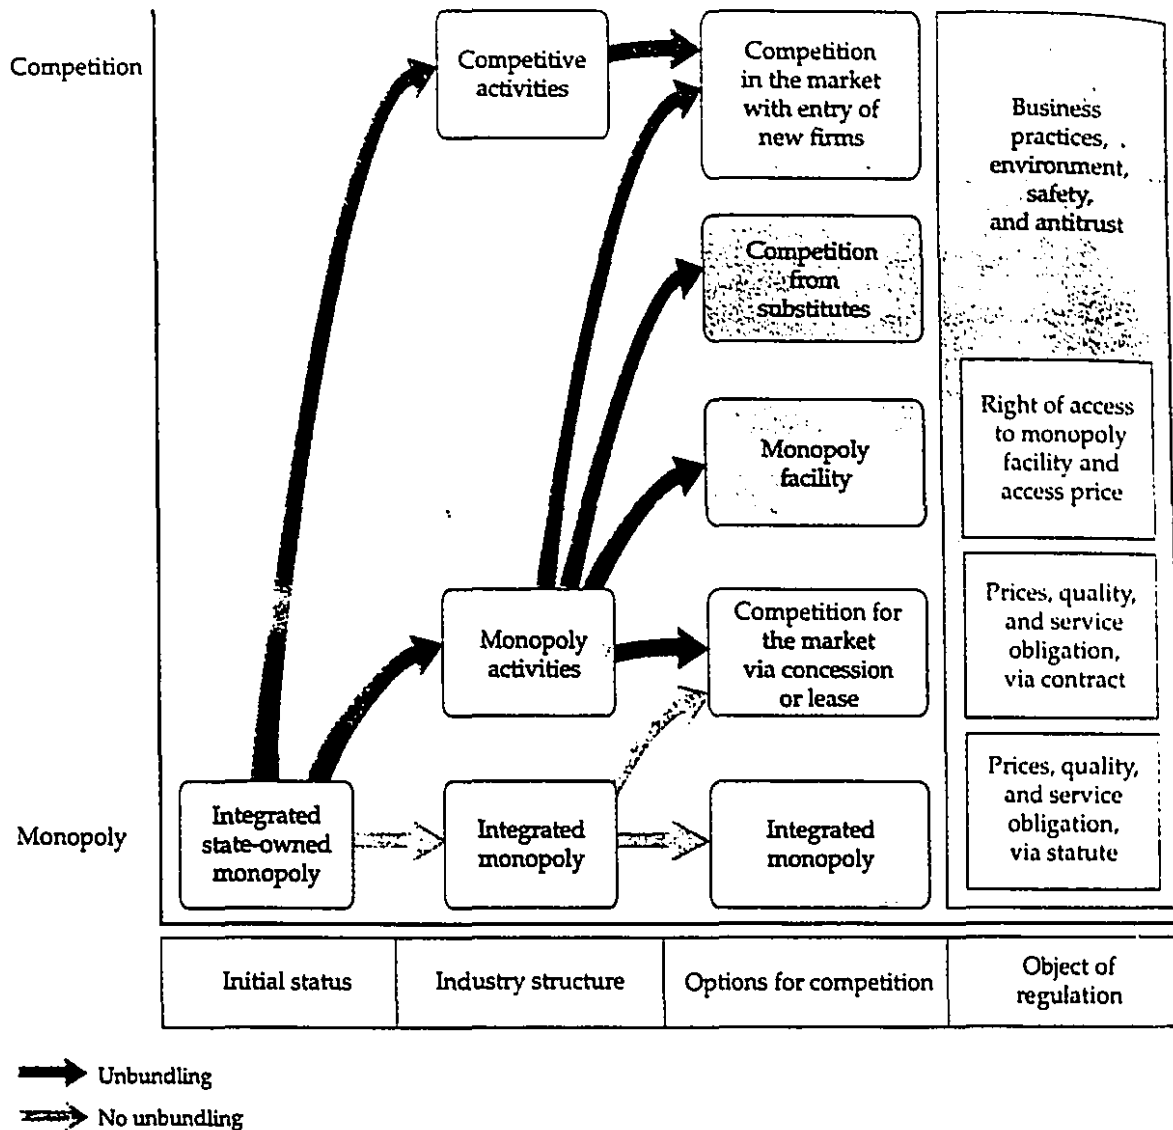 Competition
Competitive
activities
Competition
in the market
with entry of
new firms
Business
practices,
environment,
safety,
and antitrust
Competition
from
substitutes
Monopoly
facility
Right of access
to monopoly
facility and
access price
Monopoly
activities
Competition for
the market
via concession
or lease
Prices, quality,
and service
obligation,
via contract
Monopoly
Integrated
state-owned
monopoly
Integrated
monopoly
Integrated
monopoly
Prices, quality,
and service
obligation,
via statute
Initial status
Industry structure
Options for competition
Object of
regulation
Unbundling
No unbundling